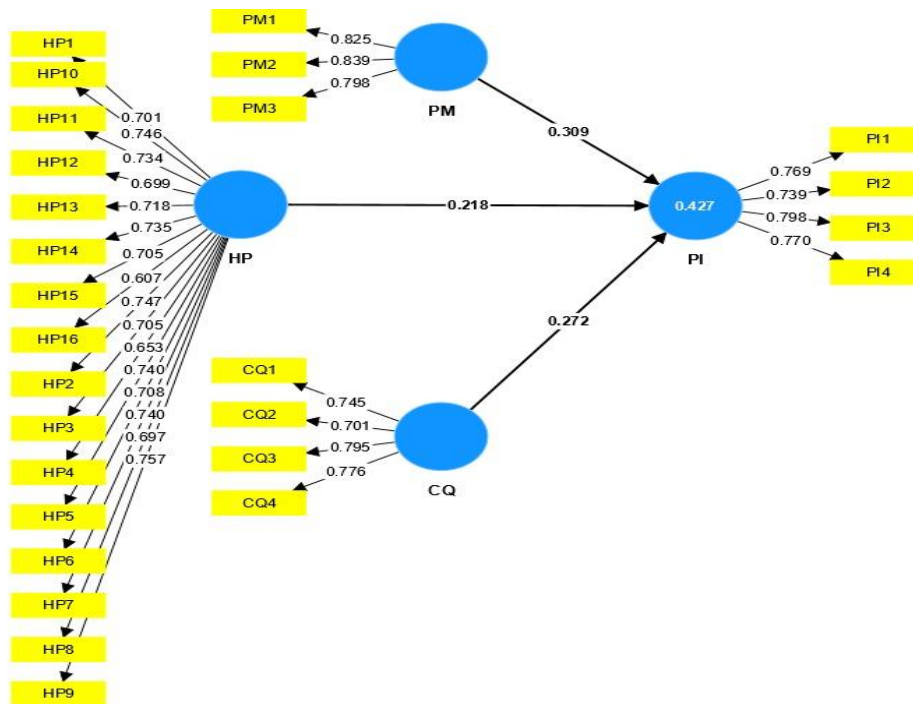 HP1
HP10
HP11
HP12
HP13
HP14
HP15
HP16
HP2
HP3
HP4
HP5
HP6
HP7
HP8
HP9
0.701
0.746
0.734
0.699
0.718
0.735
0.705
0.607
0.747
0.705
0.653
0.740
0.708
0.740
0.697
0.757
HP
PM1
PM2
PM3
0.825
0.839
0.798
PM
CQ1
CQ2
CQ3
CQ4
0.745
0.701
0.795
0.776
CQ
0.309
0.218
0.272
0.427
PI
0.769
0.739
0.798
0.770
PI1
PI2
PI3
PI4